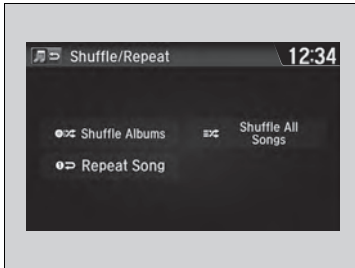 Shuffle/Repeat 12:34
Shuffle Albums
Shuffle All
Songs
Repeat Song